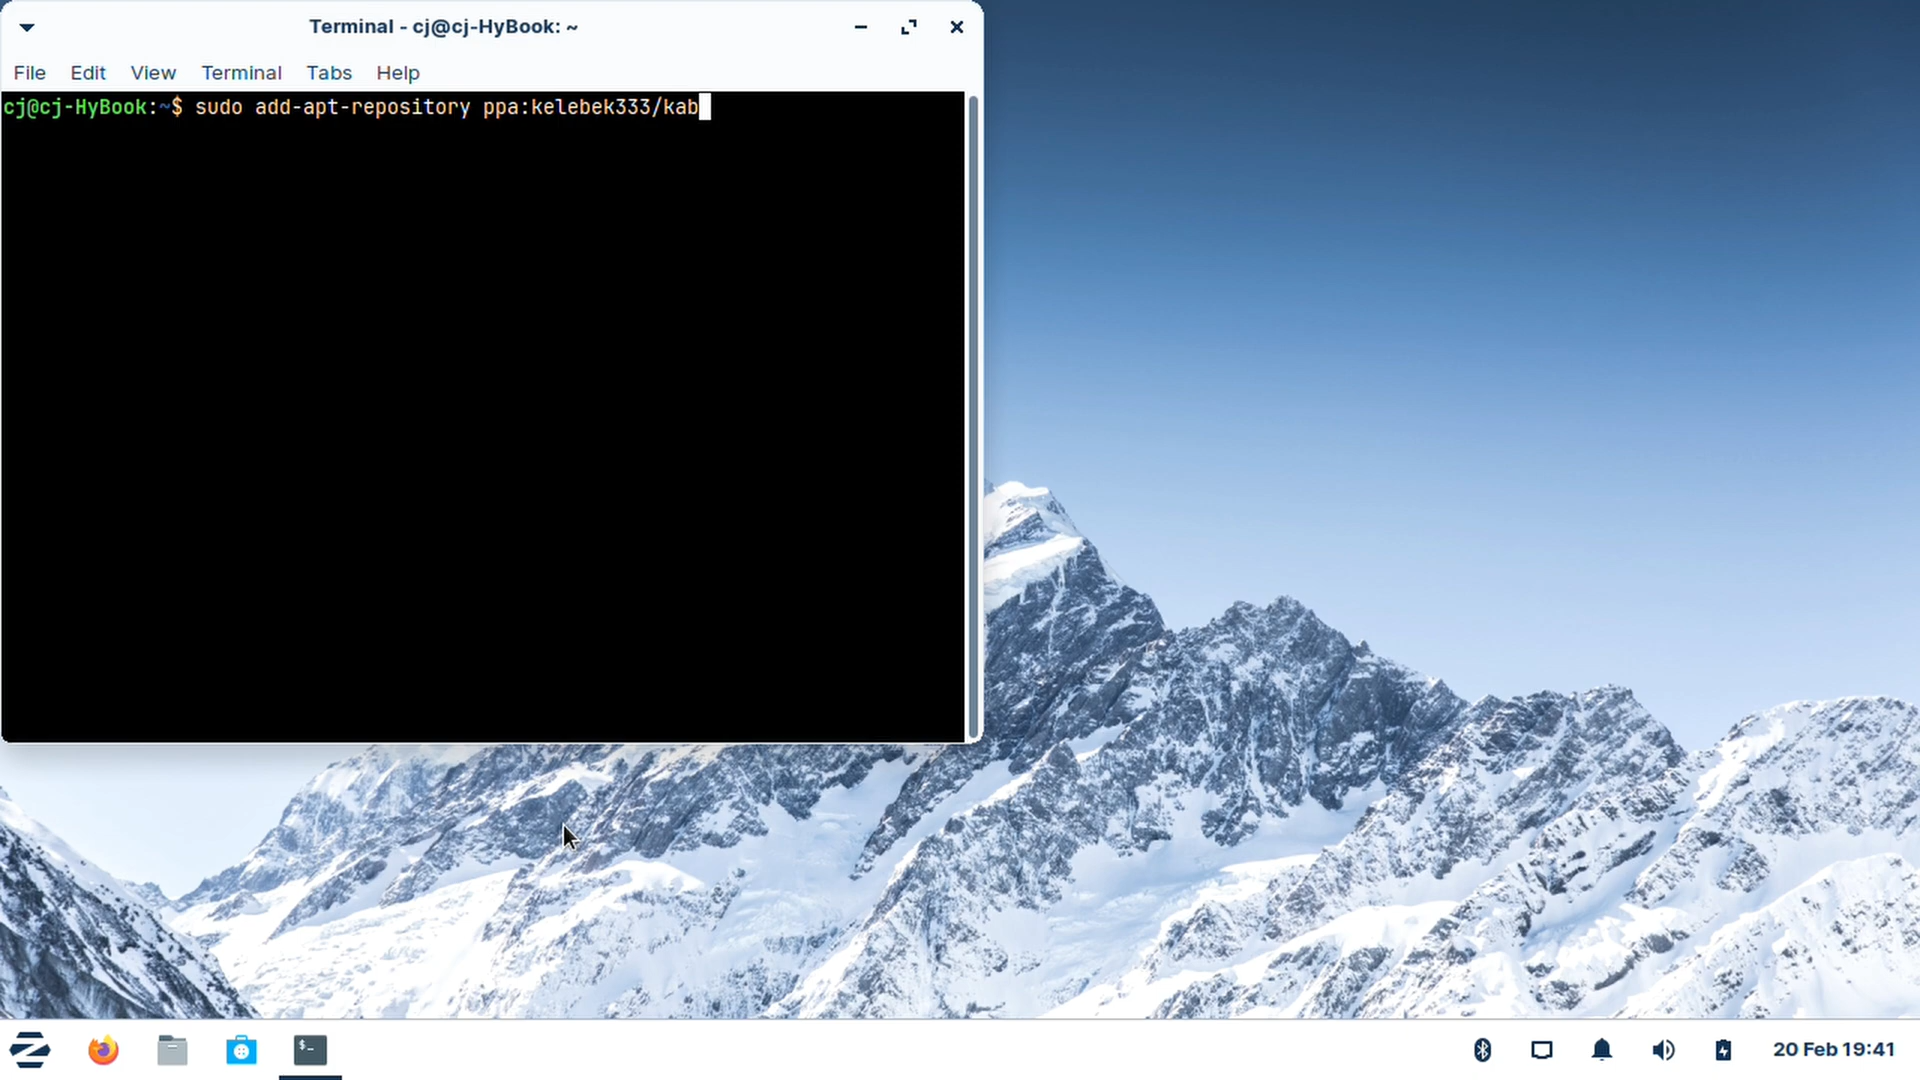 Terminal - cj@cj-HyBook: ~
File Edit View Terminal Tabs Help
cj@cj-HyBook:~$ sudo add-apt-repository ppa:kelebek333/kab
$_
20 Feb 19:41